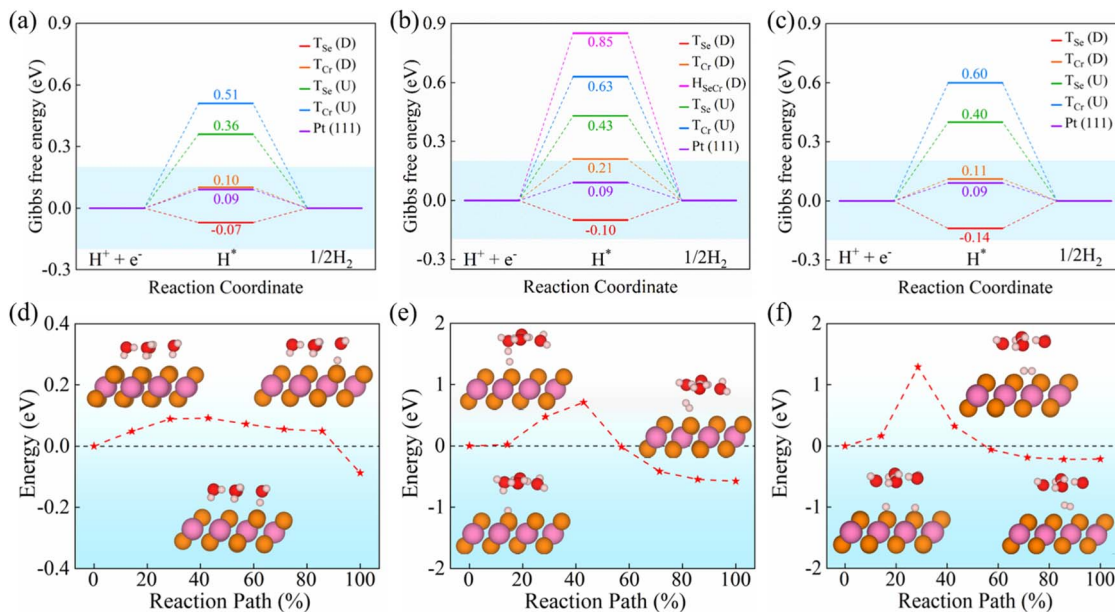 (a)
Gibbs free energy (eV)
0.9
0.6
0.3
0.0
-0.3
T_Se (D)
T_Cr (D)
T_Se (U)
T_Cr (U)
Pt (111)
0.51
0.36
0.10
0.09
-0.07
H⁺ + e⁻ H* 1/2H₂
Reaction Coordinate
(b)
Gibbs free energy (eV)
0.9
0.6
0.3
0.0
-0.3
T_Se (D)
T_Cr (D)
H_SeCr (D)
T_Se (U)
T_Cr (U)
Pt (111)
0.85
0.63
0.43
0.21
0.09
-0.10
H⁺ + e⁻ H* 1/2H₂
Reaction Coordinate
(c)
Gibbs free energy (eV)
0.9
0.6
0.3
0.0
-0.3
T_Se (D)
T_Cr (D)
T_Se (U)
T_Cr (U)
Pt (111)
0.60
0.40
0.11
0.09
-0.14
H⁺ + e⁻ H* 1/2H₂
Reaction Coordinate
(d)
Energy (eV)
0.4
0.2
0.0
-0.2
-0.4
0 20 40 60 80 100
Reaction Path (%)
(e)
Energy (eV)
2
1
0
-1
-2
0 20 40 60 80 100
Reaction Path (%)
(f)
Energy (eV)
2
1
0
-1
-2
0 20 40 60 80 100
Reaction Path (%)